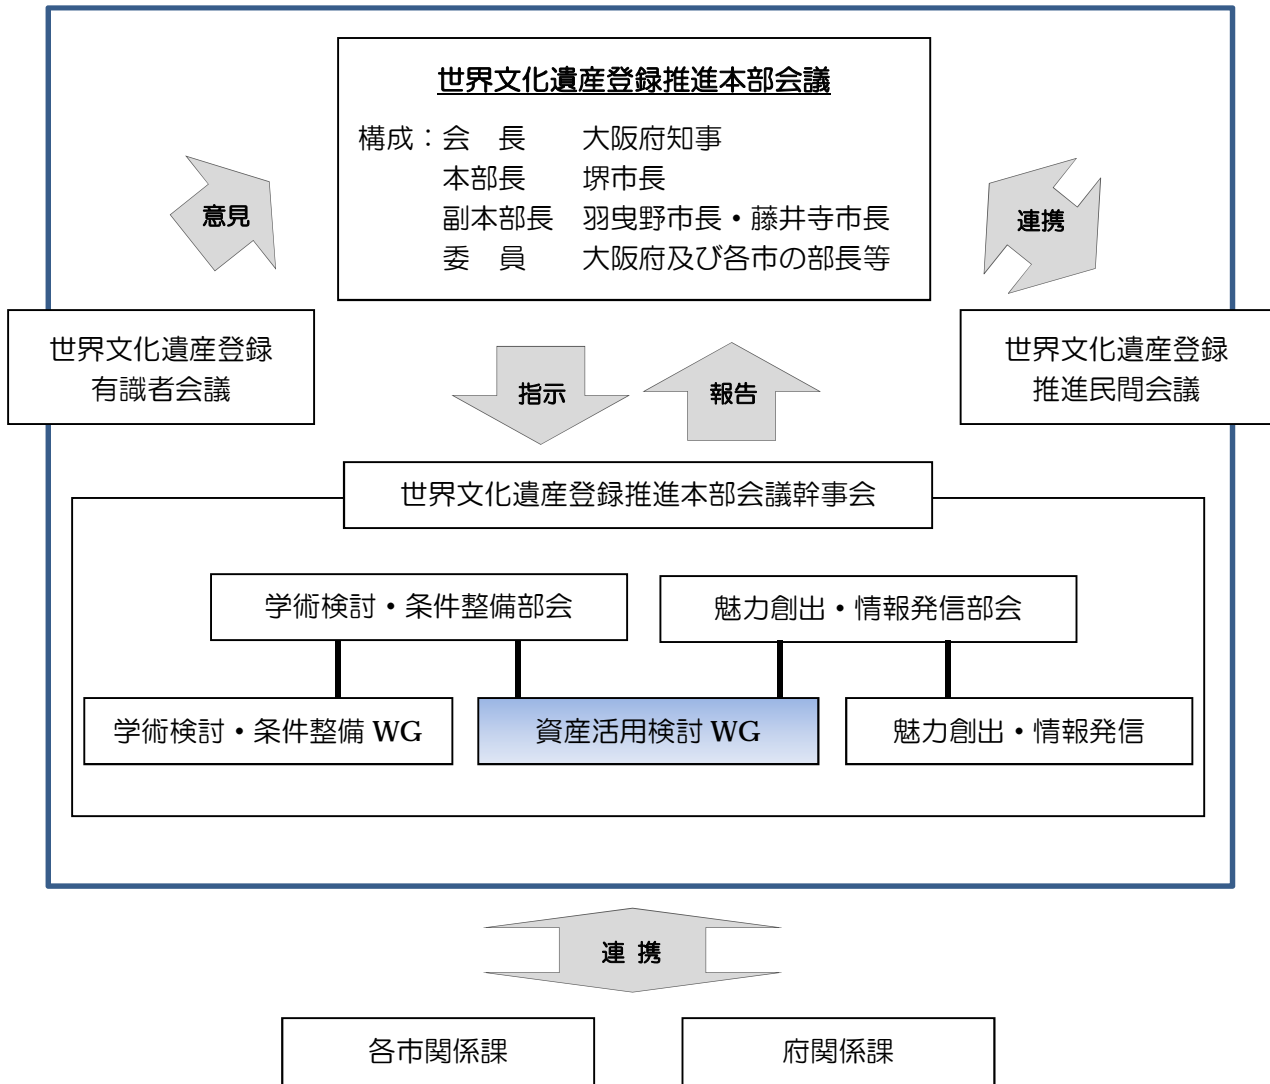 世界文化遺産登録推進本部会議
構成:会　長　　大阪府知事
本部長　　堺市長
副本部長　羽曳野市長・藤井寺市長
委　員　　大阪府及び各市の部長等
意見
連携
世界文化遺産登録
有識者会議
世界文化遺産登録
推進民間会議
指示
報告
世界文化遺産登録推進本部会議幹事会
学術検討・条件整備部会
魅力創出・情報発信部会
学術検討・条件整備 WG
資産活用検討 WG
魅力創出・情報発信
連 携
各市関係課
府関係課